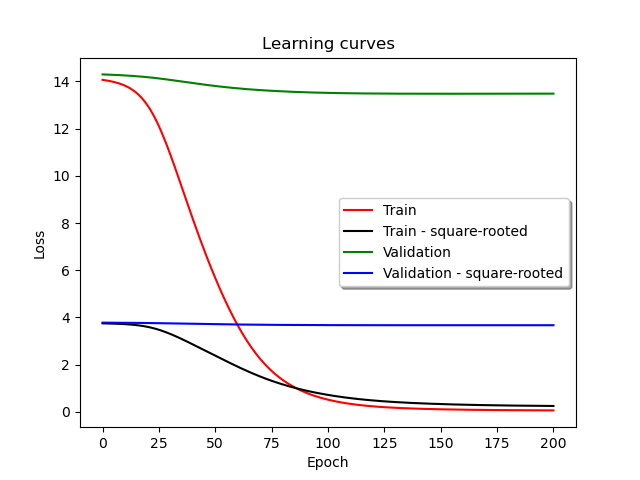 Learning curves
Loss
14
12
10
8
6
4
2
0
Train
Train - square-rooted
Validation
Validation - square-rooted
0 25 50 75 100 125 150 175 200
Epoch